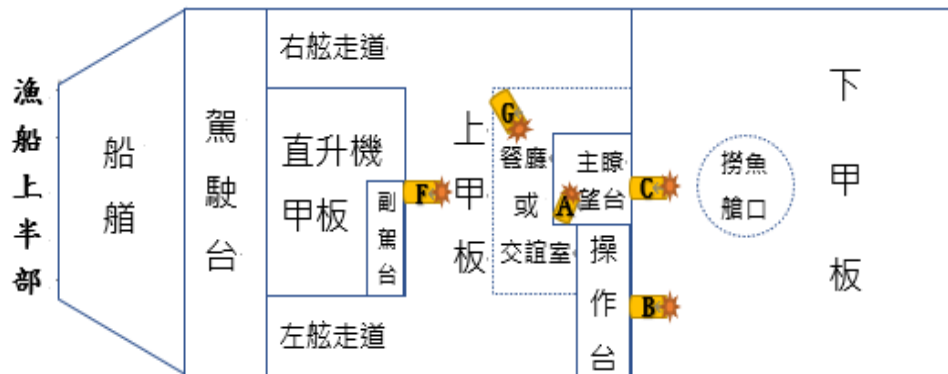 漁船上半部
船艏
駕駛台
右舷走道
直升機
甲板
副駕台
F
左舷走道
上甲板
G
餐廳
或
交誼室
主瞭
望台
A
C
操作台
B
撈魚
艙口
下甲板